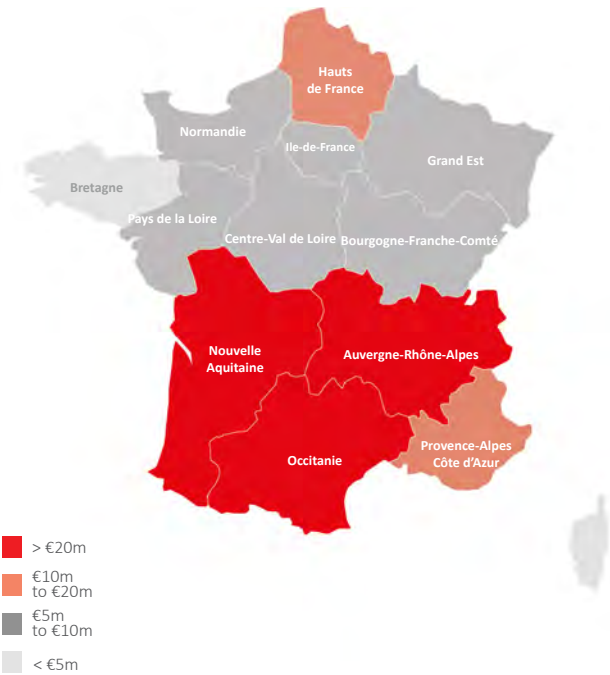 Hauts
de France
Normandie
Ile-de-France
Grand Est
Bretagne
Pays de la Loire
Centre-Val de Loire
Bourgogne-Franche-Comté
Nouvelle
Aquitaine
Auvergne-Rhône-Alpes
Provence-Alpes
Côte d'Azur
Occitanie
> €20m
€10m
to €20m
€5m
to €10m
< €5m